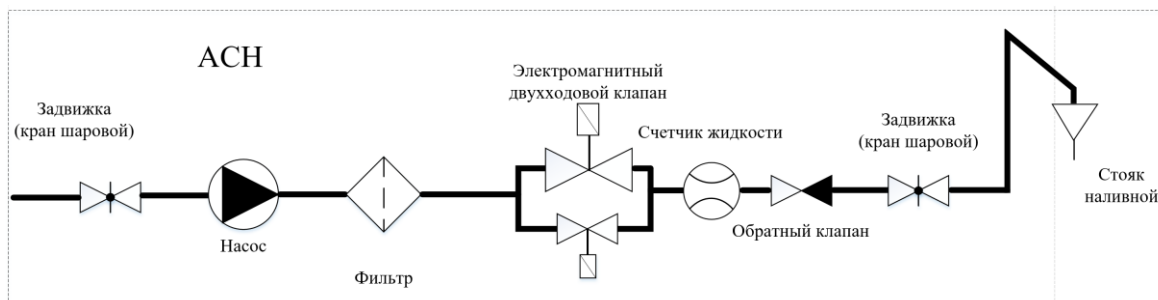 АСН
Электромагнитный
двухходовой клапан
Задвижка
(кран шаровой)
Счетчик жидкости
Задвижка
(кран шаровой)
Стояк
наливной
Насос
Обратный клапан
Фильтр